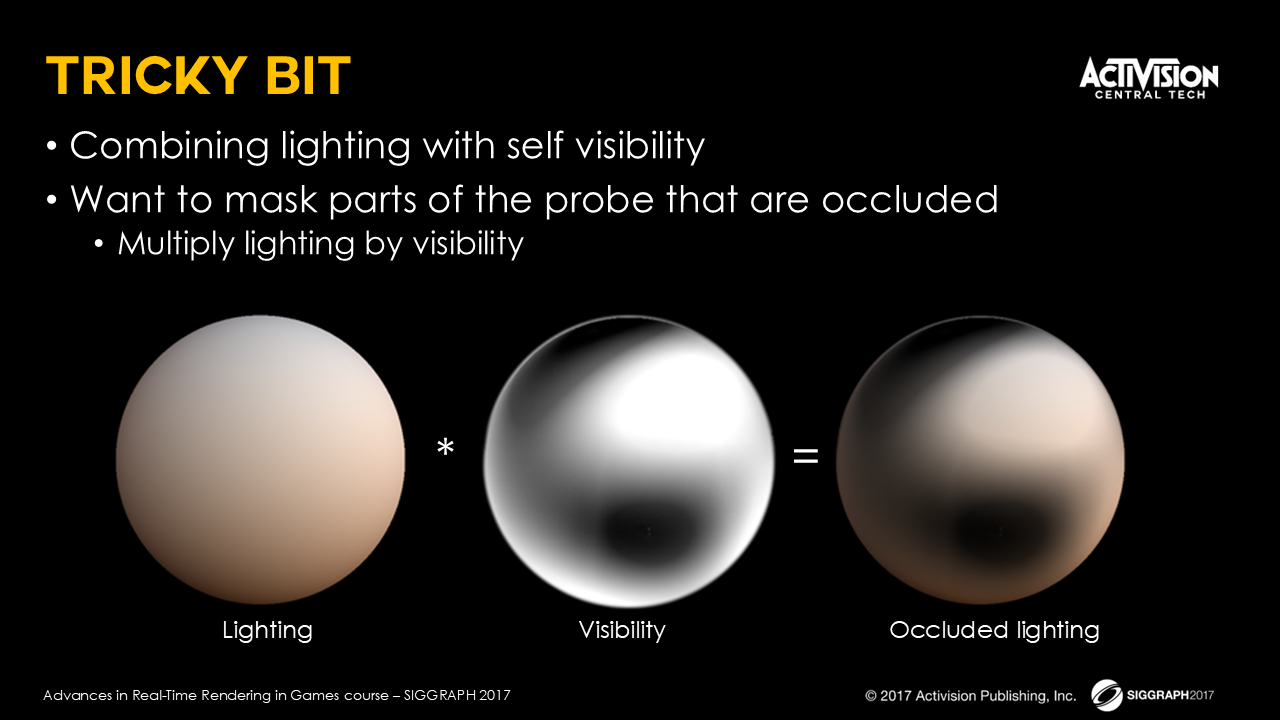 TRICKY BIT
ACTIVISION
CENTRAL TECH
• Combining lighting with self visibility
• Want to mask parts of the probe that are occluded
• Multiply lighting by visibility
* =
Lighting Visibility Occluded lighting
Advances in Real-Time Rendering in Games course – SIGGRAPH 2017
© 2017 Activision Publishing, Inc. SIGGRAPH2017